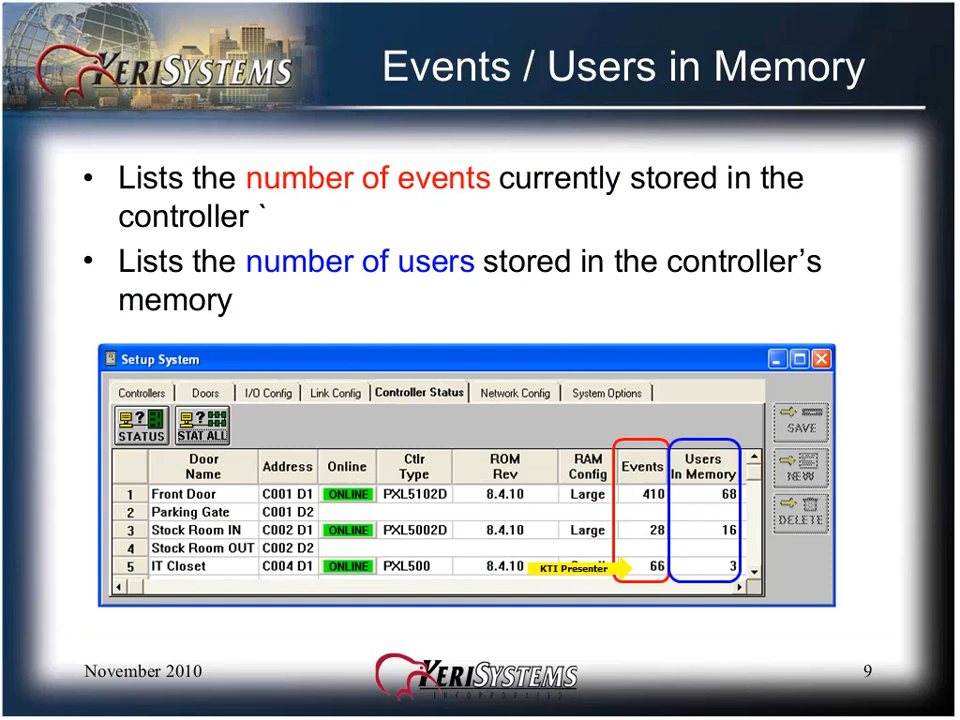 KERISYSTEMS
Events / Users in Memory
• Lists the number of events currently stored in the
controller `
• Lists the number of users stored in the controller’s
memory
Setup System
Controllers Doors I/O Config Link Config Controller Status Network Config System Options
STATUS STAT ALL
SAVE
NEW
DELETE
Door Name Address Online Ctlr Type ROM Rev RAM Config Events Users In Memory
1 Front Door C001 D1 ONLINE PXL5102D 8.4.10 Large 410 68
2 Parking Gate C001 D2
3 Stock Room IN C002 D1 ONLINE PXL5002D 8.4.10 Large 28 16
4 Stock Room OUT C002 D2
5 IT Closet C004 D1 ONLINE PXL500 8.4.10 66 3
KTI Presenter
November 2010
KERISYSTEMS
INCORPORATED
9